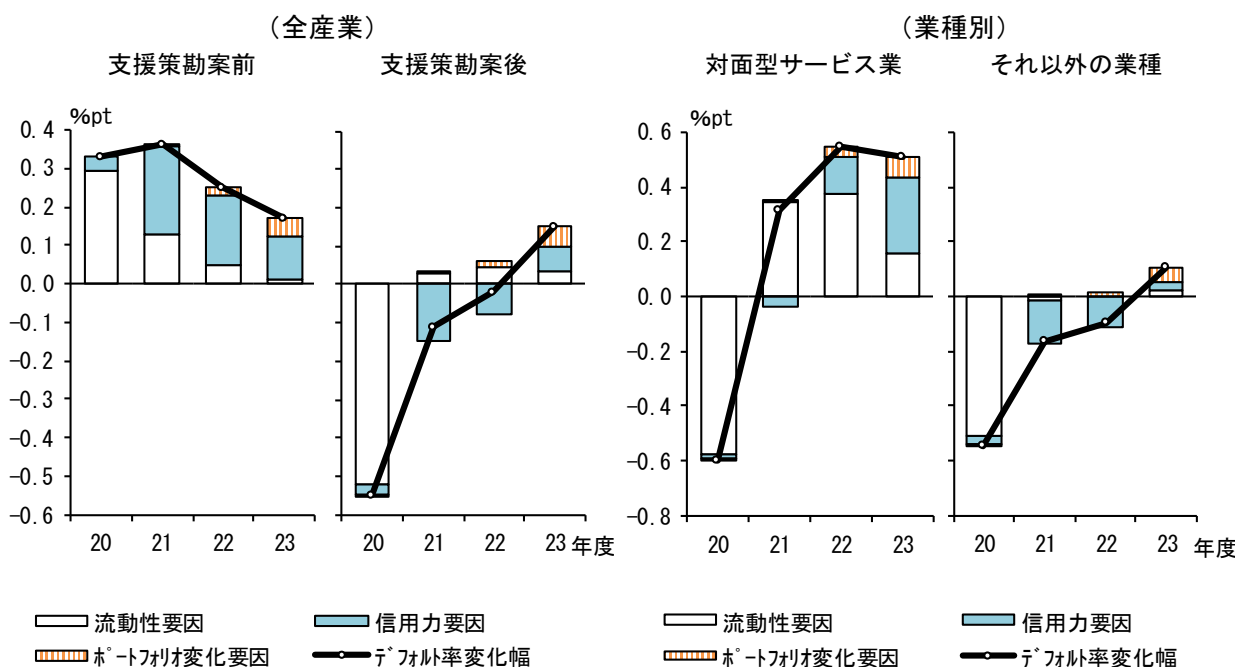 （全産業）
支援策勘案前
支援策勘案後
%pt
0.4
0.3
0.2
0.1
0.0
-0.1
-0.2
-0.3
-0.4
-0.5
-0.6
20 21 22 23
20 21 22 23 年度
流動性要因
信用力要因
ﾎﾟｰﾄﾌｫﾘｵ変化要因
ﾃﾞﾌｫﾙﾄ率変化幅
（業種別）
対面型サービス業
それ以外の業種
%pt
0.6
0.4
0.2
0.0
-0.2
-0.4
-0.6
-0.8
20 21 22 23
20 21 22 23 年度
流動性要因
信用力要因
ﾎﾟｰﾄﾌｫﾘｵ変化要因
ﾃﾞﾌｫﾙﾄ率変化幅